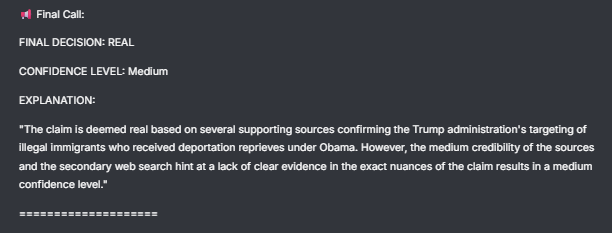 📢 Final Call:
FINAL DECISION: REAL
CONFIDENCE LEVEL: Medium
EXPLANATION:
"The claim is deemed real based on several supporting sources confirming the Trump administration's targeting of
illegal immigrants who received deportation reprieves under Obama. However, the medium credibility of the sources
and the secondary web search hint at a lack of clear evidence in the exact nuances of the claim results in a medium
confidence level."
====================